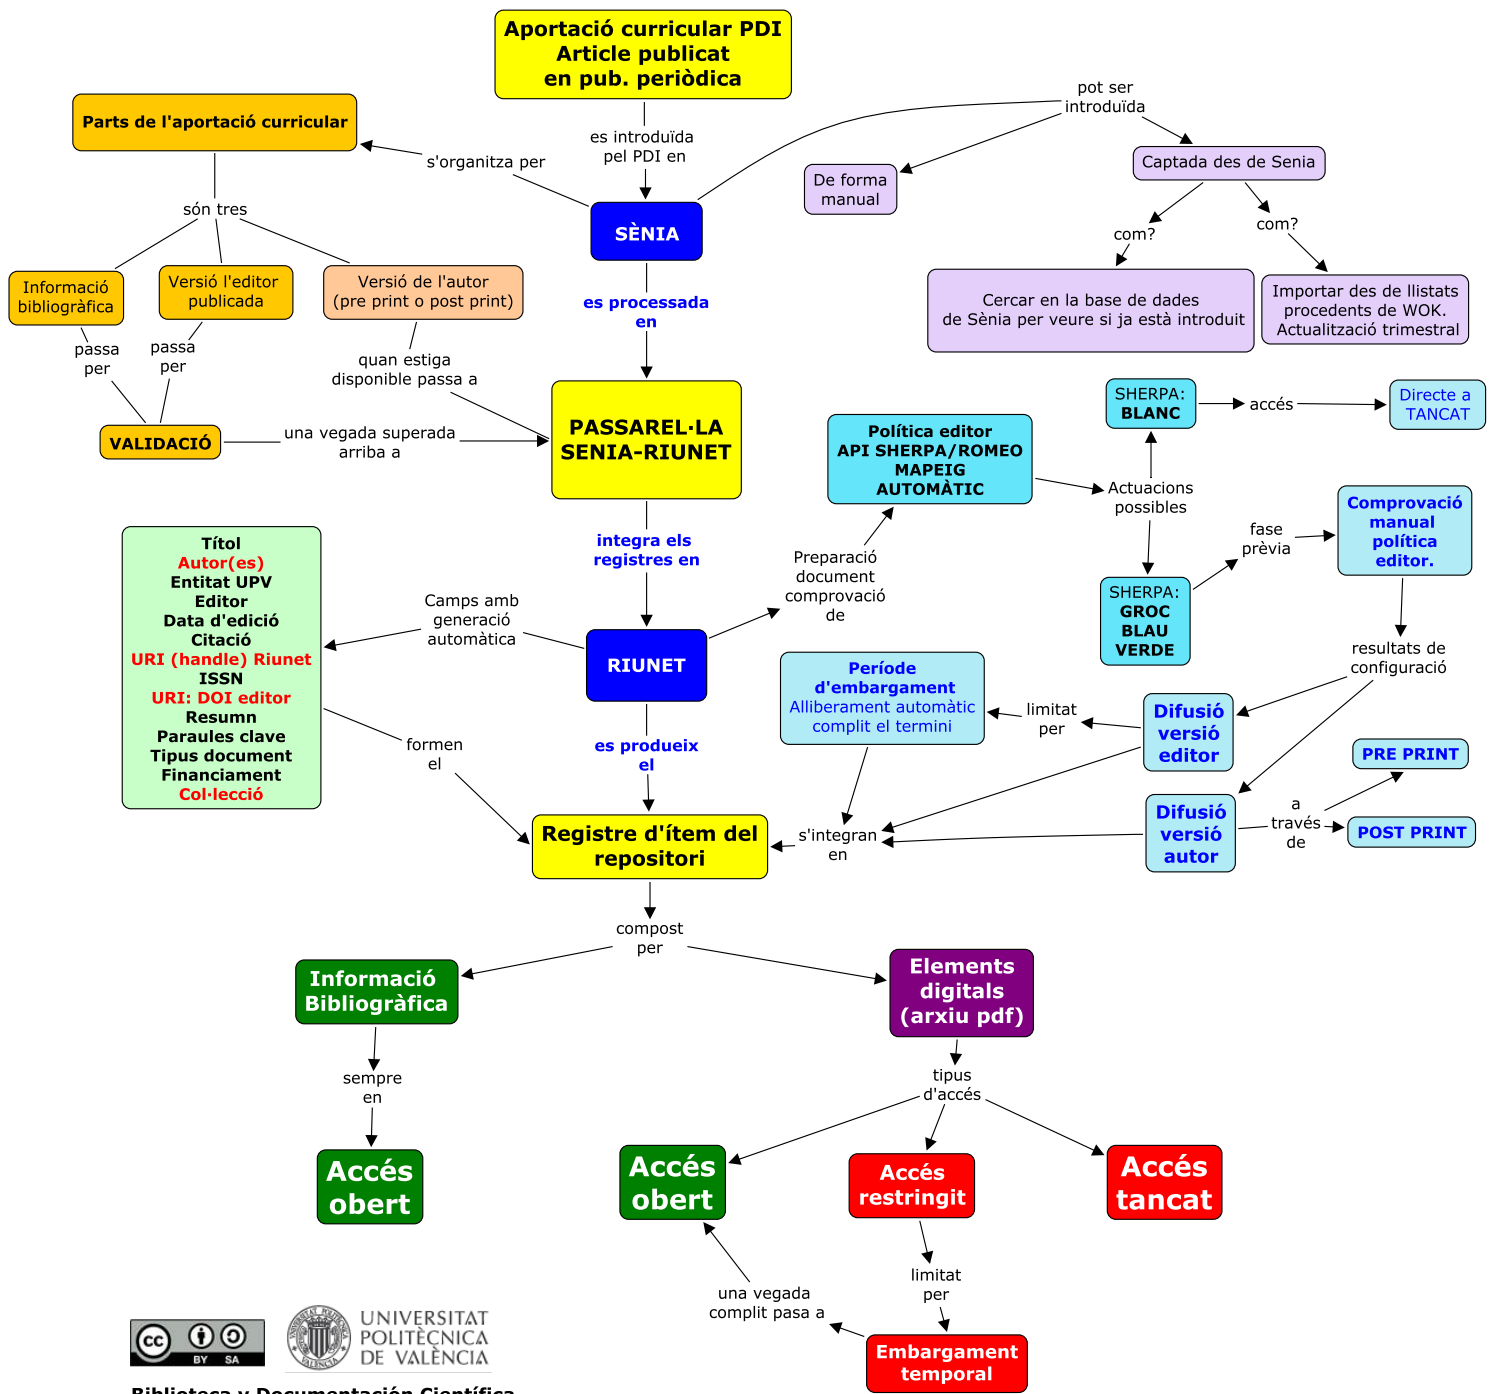 Aportació curricular PDI
Article publicat
en pub. periòdica
pot ser
introduïda
Parts de l'aportació curricular
es introduïda
pel PDI en
s'organitza per
De forma
manual
Captada des de Senia
són tres
SÈNIA
com?
com?
Informació
bibliogràfica
Versió l'editor
publicada
Versió de l'autor
(pre print o post print)
es processada
en
Cercar en la base de dades
de Sènia per veure si ja està introduit
Importar des de llistats
procedents de WOK.
Actualització trimestral
passa
per
passa
per
quan estiga
disponible passa a
VALIDACIÓ
una vegada superada
arriba a
PASSAREL·LA
SENIA-RIUNET
Política editor
API SHERPA/ROMEO
MAPEIG
AUTOMÀTIC
SHERPA:
BLANC
accés
Directe a
TANCAT
Actuacions
possibles
fase
prèvia
Comprovació
manual
política
editor.
integra els
registres en
Preparació
document
comprovació
de
SHERPA:
GROC
BLAU
VERDE
Títol
Autor(es)
Entitat UPV
Editor
Data d'edició
Citació
URI (handle) Riunet
ISSN
URI: DOI editor
Resumn
Paraules clave
Tipus document
Financiament
Col·lecció
Camps amb
generació
automàtica
RIUNET
resultats de
configuració
Període
d'embargament
Alliberament automàtic
complit el termini
limitat
per
Difusió
versió
editor
formen
el
es produeix
el
PRE PRINT
a
través
de
POST PRINT
Difusió
versió
autor
s'integran
en
Registre d'ítem del
repositori
compost
per
Informació
Bibliogràfica
Elements
digitals
(arxiu pdf)
sempre
en
tipus
d'accés
Accés
obert
Accés
obert
Accés
restringit
Accés
tancat
limitat
per
una vegada
complit pasa a
Embargament
temporal
cc
BY SA
UNIVERSITAT
POLITÈCNICA
DE VALÈNCIA
Biblioteca y Documentación Científica